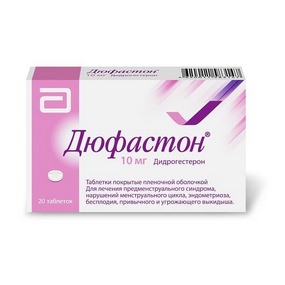 Дюфастон®
10 мг Дидрогестерон
Таблетки покрытые пленочной оболочкой
Для лечения предменструального синдрома,
нарушений менструального цикла, эндометриоза,
бесплодия, привычного и угрожающего выкидыша.
20 таблеток